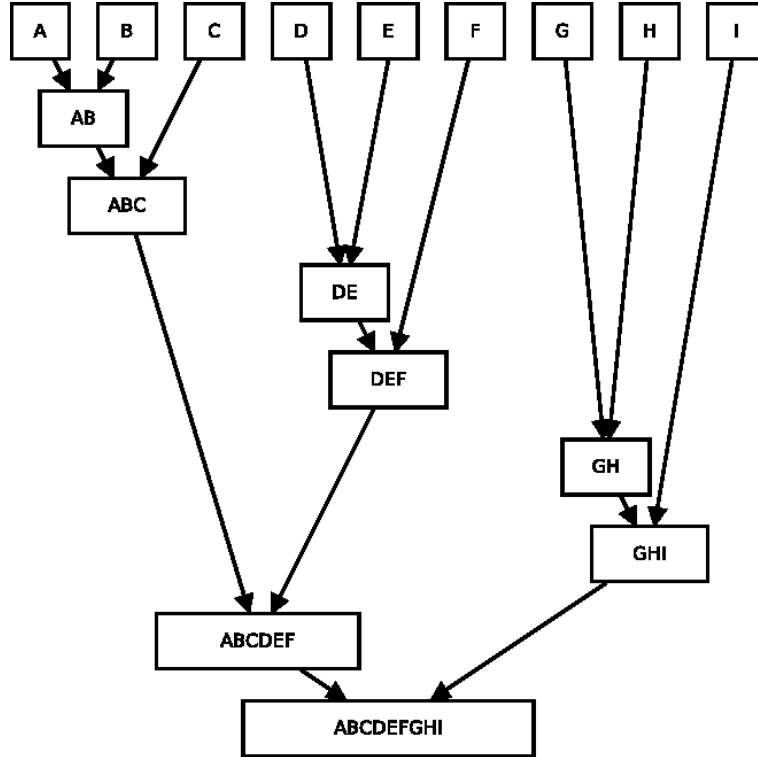 A B C D E F G H I
AB
ABC
DE
DEF
GH
GHI
ABCDEF
ABCDEFGHI